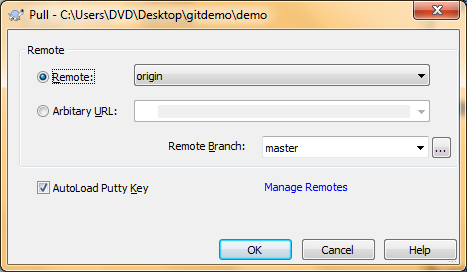 Pull - C:\Users\DVD\Desktop\gitdemo\demo
Remote
Remote: origin
Arbitary URL:
Remote Branch: master ...
AutoLoad Putty Key Manage Remotes
OK Cancel Help